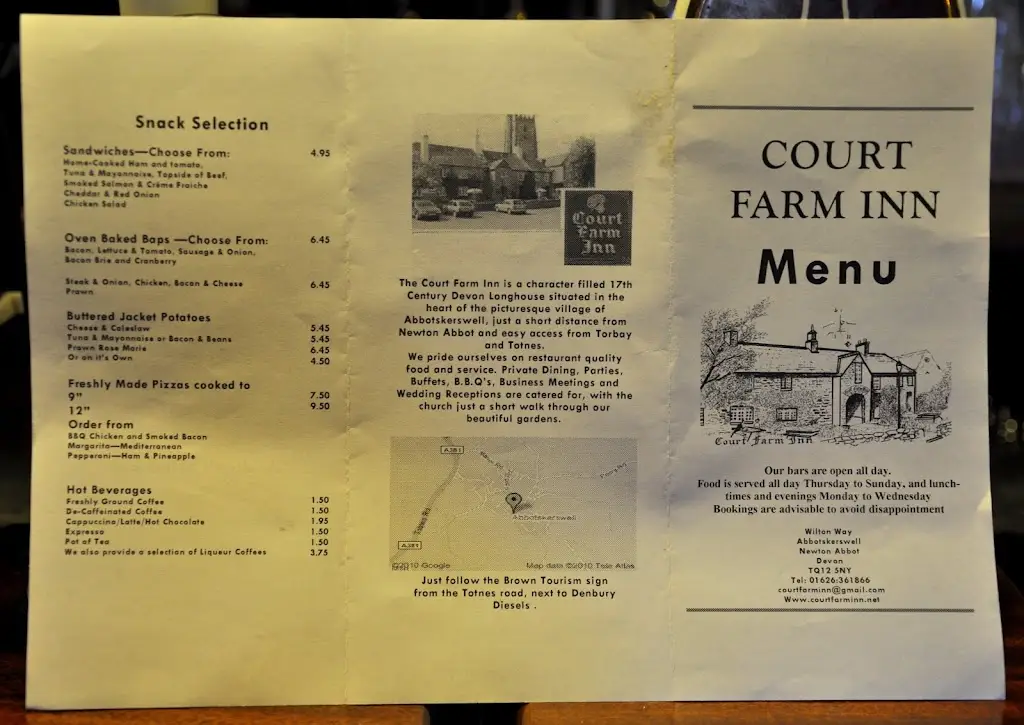 Snack Selection
Sandwiches—Choose From: 4.95
Home-Cooked Ham and tomato,
Tuna & Mayonnaise, Topside of Beef,
Smoked Salmon & Crème Fraiche
Cheddar & Red Onion
Chicken Salad
Oven Baked Baps —Choose From: 6.45
Bacon, Lettuce & Tomato, Sausage & Onion,
Bacon Brie and Cranberry
Steak & Onion, Chicken, Bacon & Cheese 6.45
Prawn
Buttered Jacket Potatoes
Cheese & Coleslaw 5.45
Tuna & Mayonnaise or Bacon & Beans 5.45
Prawn Rose Marie 6.45
Or on it's Own 4.50
Freshly Made Pizzas cooked to
9" 7.50
12" 9.50
Order from
BBQ Chicken and Smoked Bacon
Margarita—Mediterranean
Pepperoni—Ham & Pineapple
Hot Beverages
Freshly Ground Coffee 1.50
De-Caffeinated Coffee 1.50
Cappuccino/Latte/Hot Chocolate 1.95
Expresso 1.50
Pot of Tea 1.50
We also provide a selection of Liqueur Coffees 3.75
Court
Farm
Inn
The Court Farm Inn is a character filled 17th
Century Devon Longhouse situated in the
heart of the picturesque village of
Abbotskerswell, just a short distance from
Newton Abbot and easy access from Torbay
and Totnes.
We pride ourselves on restaurant quality
food and service. Private Dining, Parties,
Buffets, B.B.Q's, Business Meetings and
Wedding Receptions are catered for, with the
church just a short walk through our
beautiful gardens.
A381
Totnes Rd
Abbotskerswell
A381
©2010 Google Map data ©2010 Tele Atlas
Just follow the Brown Tourism sign
from the Totnes road, next to Denbury
Diesels .
COURT
FARM INN
Menu
Court Farm Inn
Our bars are open all day.
Food is served all day Thursday to Sunday, and lunch-
times and evenings Monday to Wednesday
Bookings are advisable to avoid disappointment
Wilton Way
Abbotskerswell
Newton Abbot
Devon
TQ12 5NY
Tel: 01626:361866
courtfarminn@gmail.com
Www.courtfarminn.net